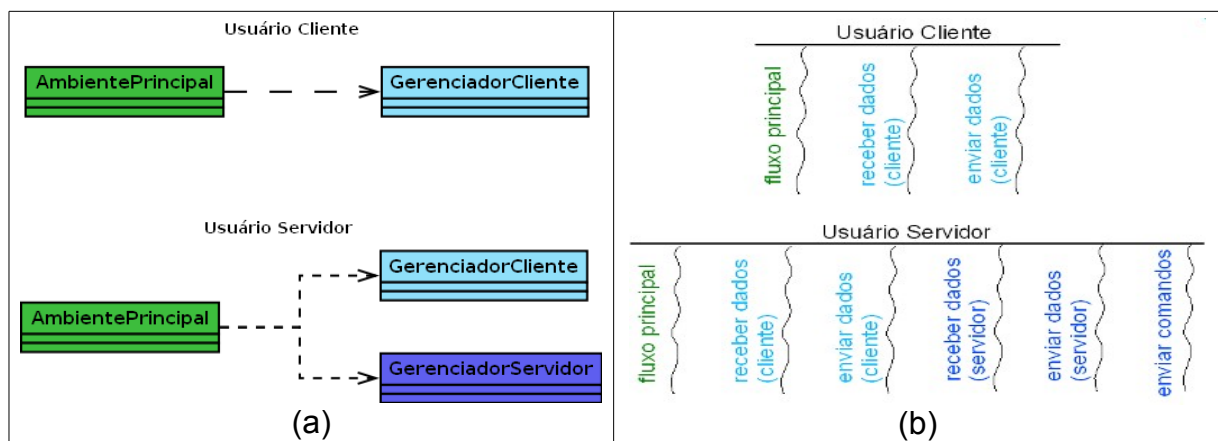 Usuário Cliente
AmbientePrincipal
GerenciadorCliente
Usuário Servidor
AmbientePrincipal
GerenciadorCliente
GerenciadorServidor
(a)
Usuário Cliente
fluxo principal
receber dados
(cliente)
enviar dados
(cliente)
Usuário Servidor
fluxo principal
receber dados
(cliente)
enviar dados
(cliente)
receber dados
(servidor)
enviar dados
(servidor)
enviar comandos
(b)